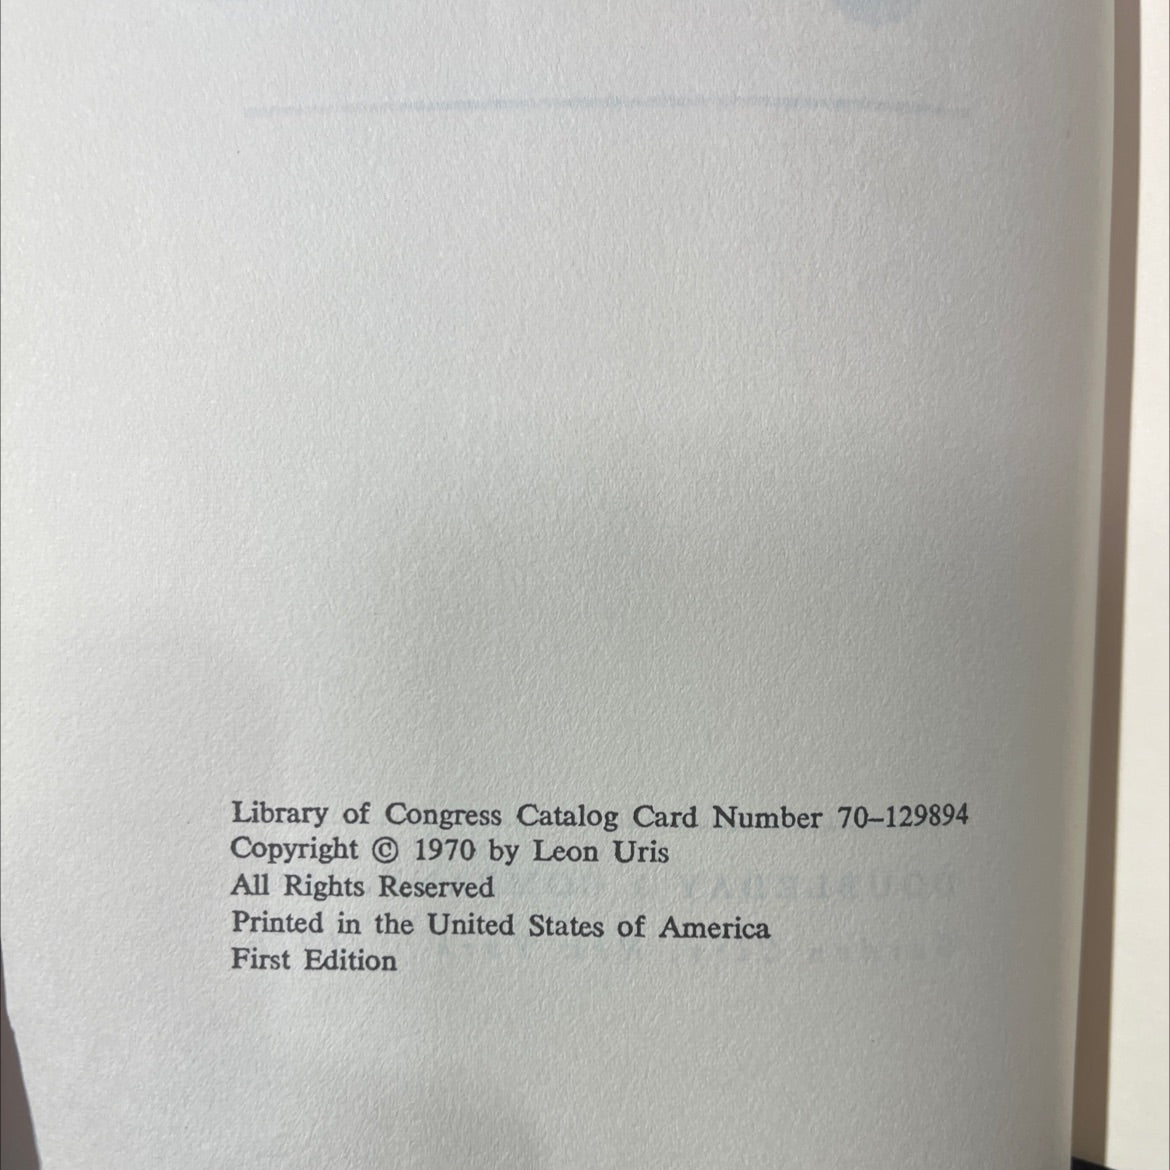 Library of Congress Catalog Card Number 70–129894
Copyright © 1970 by Leon Uris
All Rights Reserved
Printed in the United States of America
First Edition